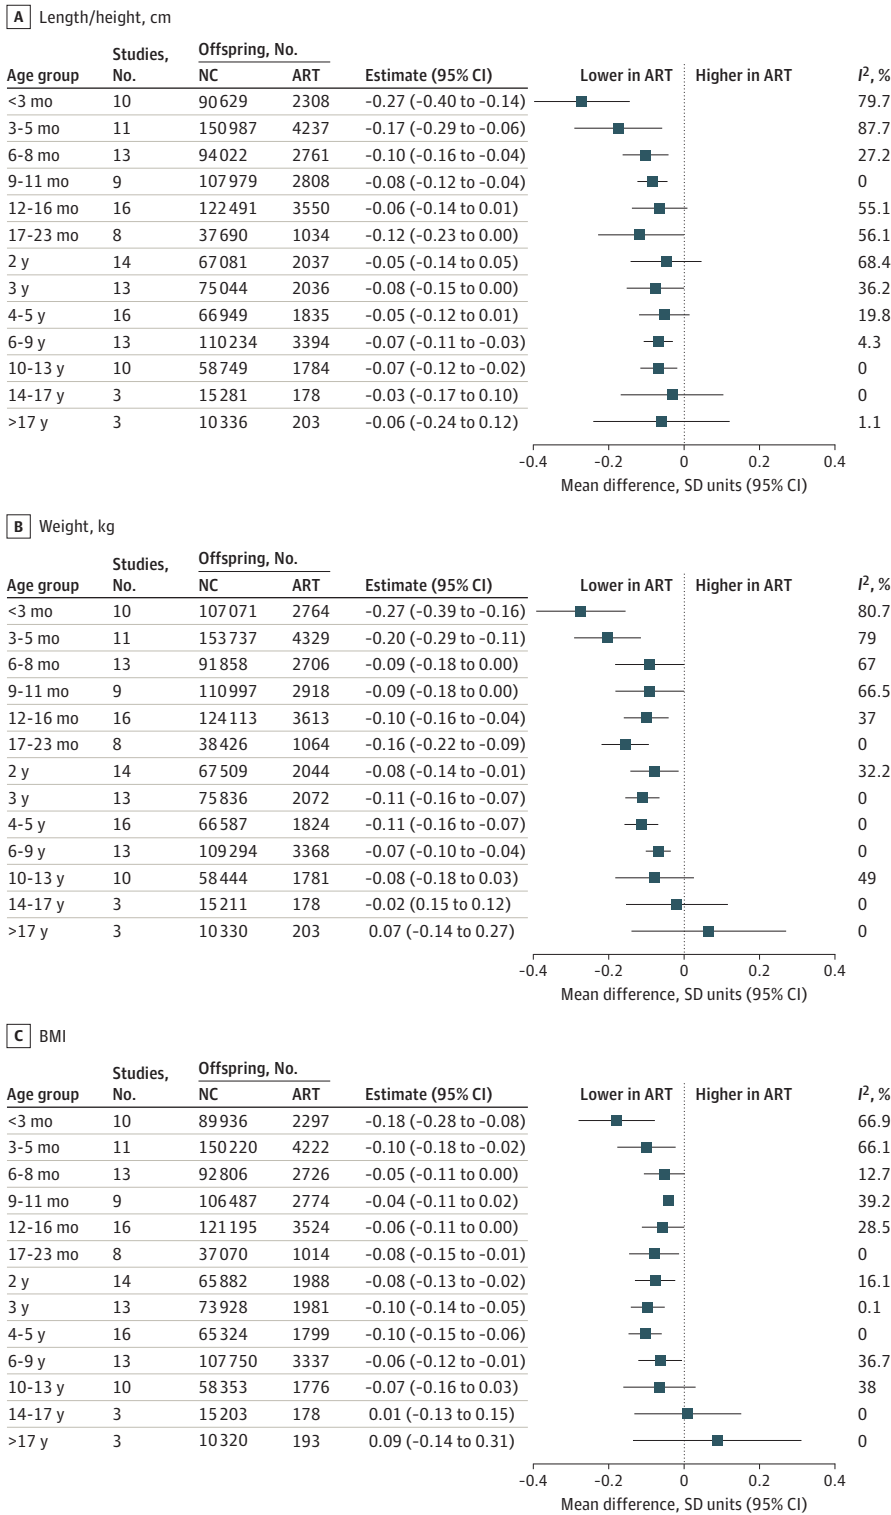 A Length/height, cm
Studies, Offspring, No.
Age group No. NC ART Estimate (95% CI) Lower in ART Higher in ART I², %
<3 mo 10 90629 2308 -0.27 (-0.40 to -0.14) 79.7
3-5 mo 11 150987 4237 -0.17 (-0.29 to -0.06) 87.7
6-8 mo 13 94022 2761 -0.10 (-0.16 to -0.04) 27.2
9-11 mo 9 107979 2808 -0.08 (-0.12 to -0.04) 0
12-16 mo 16 122491 3550 -0.06 (-0.14 to 0.01) 55.1
17-23 mo 8 37690 1034 -0.12 (-0.23 to 0.00) 56.1
2 y 14 67081 2037 -0.05 (-0.14 to 0.05) 68.4
3 y 13 75044 2036 -0.08 (-0.15 to 0.00) 36.2
4-5 y 16 66949 1835 -0.05 (-0.12 to 0.01) 19.8
6-9 y 13 110234 3394 -0.07 (-0.11 to -0.03) 4.3
10-13 y 10 58749 1784 -0.07 (-0.12 to -0.02) 0
14-17 y 3 15281 178 -0.03 (-0.17 to 0.10) 0
>17 y 3 10336 203 -0.06 (-0.24 to 0.12) 1.1
-0.4 -0.2 0 0.2 0.4
Mean difference, SD units (95% CI)
B Weight, kg
Studies, Offspring, No.
Age group No. NC ART Estimate (95% CI) Lower in ART Higher in ART I², %
<3 mo 10 107071 2764 -0.27 (-0.39 to -0.16) 80.7
3-5 mo 11 153737 4329 -0.20 (-0.29 to -0.11) 79
6-8 mo 13 91858 2706 -0.09 (-0.18 to 0.00) 67
9-11 mo 9 110997 2918 -0.09 (-0.18 to 0.00) 66.5
12-16 mo 16 124113 3613 -0.10 (-0.16 to -0.04) 37
17-23 mo 8 38426 1064 -0.16 (-0.22 to -0.09) 0
2 y 14 67509 2044 -0.08 (-0.14 to -0.01) 32.2
3 y 13 75836 2072 -0.11 (-0.16 to -0.07) 0
4-5 y 16 66587 1824 -0.11 (-0.16 to -0.07) 0
6-9 y 13 109294 3368 -0.07 (-0.10 to -0.04) 0
10-13 y 10 58444 1781 -0.08 (-0.18 to 0.03) 49
14-17 y 3 15211 178 -0.02 (0.15 to 0.12) 0
>17 y 3 10330 203 0.07 (-0.14 to 0.27) 0
-0.4 -0.2 0 0.2 0.4
Mean difference, SD units (95% CI)
C BMI
Studies, Offspring, No.
Age group No. NC ART Estimate (95% CI) Lower in ART Higher in ART I², %
<3 mo 10 89936 2297 -0.18 (-0.28 to -0.08) 66.9
3-5 mo 11 150220 4222 -0.10 (-0.18 to -0.02) 66.1
6-8 mo 13 92806 2726 -0.05 (-0.11 to 0.00) 12.7
9-11 mo 9 106487 2774 -0.04 (-0.11 to 0.02) 39.2
12-16 mo 16 121195 3524 -0.06 (-0.11 to 0.00) 28.5
17-23 mo 8 37070 1014 -0.08 (-0.15 to -0.01) 0
2 y 14 65882 1988 -0.08 (-0.13 to -0.02) 16.1
3 y 13 73928 1981 -0.10 (-0.14 to -0.05) 0.1
4-5 y 16 65324 1799 -0.10 (-0.15 to -0.06) 0
6-9 y 13 107750 3337 -0.06 (-0.12 to -0.01) 36.7
10-13 y 10 58353 1776 -0.07 (-0.16 to 0.03) 38
14-17 y 3 15203 178 0.01 (-0.13 to 0.15) 0
>17 y 3 10320 193 0.09 (-0.14 to 0.31) 0
-0.4 -0.2 0 0.2 0.4
Mean difference, SD units (95% CI)